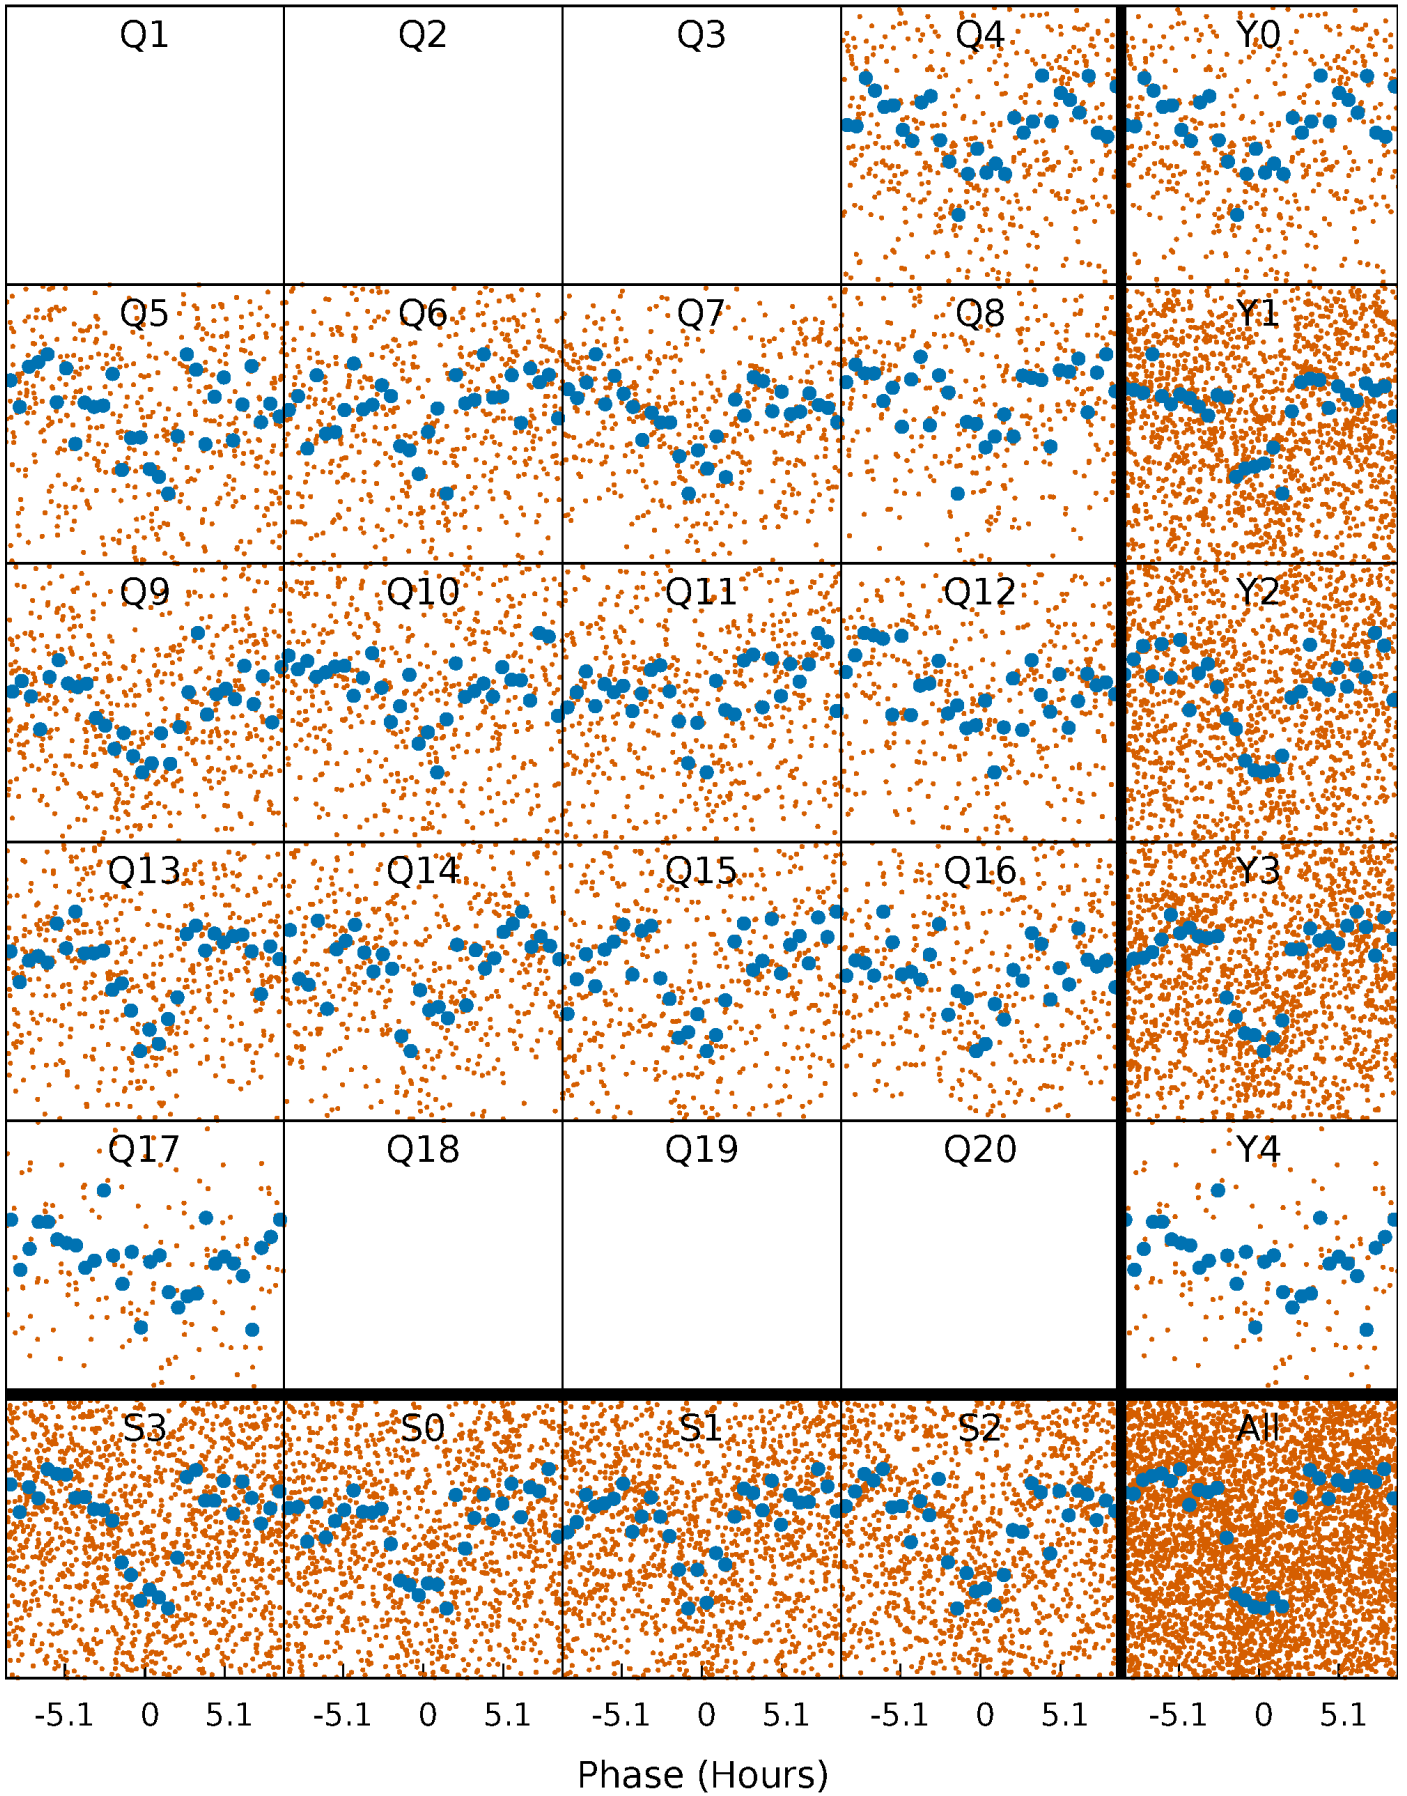 Q1 Q2 Q3 Q4 Y0
Q5 Q6 Q7 Q8 Y1
Q9 Q10 Q11 Q12 Y2
Q13 Q14 Q15 Q16 Y3
Q17 Q18 Q19 Q20 Y4
S3 S0 S1 S2 All
-5.1 0 5.1 -5.1 0 5.1 -5.1 0 5.1 -5.1 0 5.1 -5.1 0 5.1
Phase (Hours)